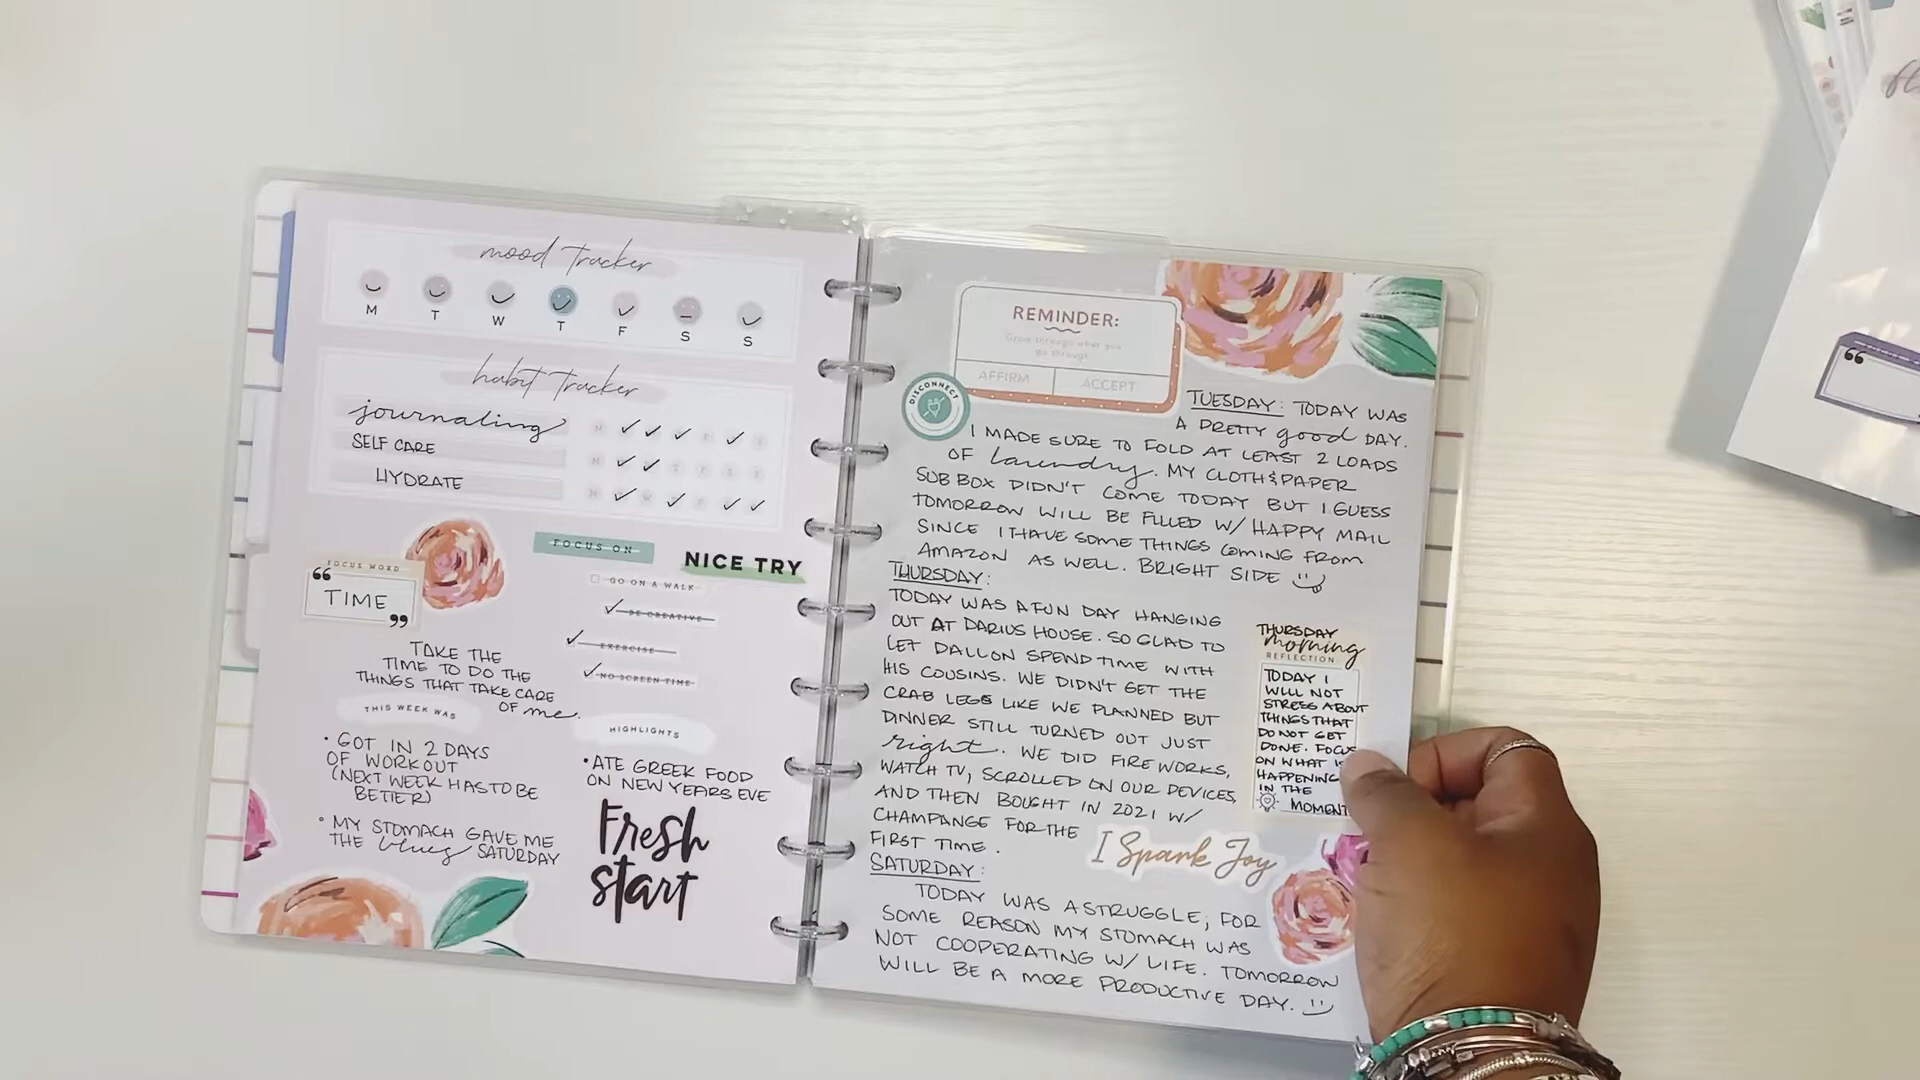 mood tracker
M T W T F S S
habit tracker
journaling
SELF CARE
HYDRATE
FOCUS ON
NICE TRY
GO ON A WALK
BE CREATIVE
EXERCISE
NO SCREEN TIME
FOCUS WORD
“ TIME ”
TAKE THE
TIME TO DO THE
THINGS THAT TAKE CARE
OF me.
THIS WEEK WAS
• GOT IN 2 DAYS
OF WORKOUT
(NEXT WEEK HAS TO BE
BETTER)
• MY STOMACH GAVE ME
THE blues SATURDAY
HIGHLIGHTS
• ATE GREEK FOOD
ON NEW YEARS EVE
Fresh
start
REMINDER:
Grow through what you
go through.
AFFIRM ACCEPT
DISCONNECT
TUESDAY: TODAY WAS
A PRETTY good DAY.
I MADE SURE TO FOLD AT LEAST 2 LOADS
OF laundry. MY CLOTH & PAPER
SUB BOX DIDN'T COME TODAY BUT I GUESS
TOMORROW WILL BE FILLED W/ HAPPY MAIL
SINCE I HAVE SOME THINGS COMING FROM
AMAZON AS WELL. BRIGHT SIDE
THURSDAY:
TODAY WAS A FUN DAY HANGING
OUT AT DARIUS HOUSE. SO GLAD TO
LET DALLON SPEND TIME WITH
HIS COUSINS. WE DIDN'T GET THE
CRAB LEGS LIKE WE PLANNED BUT
DINNER STILL TURNED OUT JUST
right. WE DID FIREWORKS,
WATCH TV, SCROLLED ON OUR DEVICES,
AND THEN BOUGHT IN 2021 W/
CHAMPANGE FOR THE
FIRST TIME.
THURSDAY
morning
REFLECTION
TODAY I
WILL NOT
STRESS ABOUT
THINGS THAT
DO NOT GET
DONE. FOCUS
ON WHAT IS
HAPPENING
IN THE
MOMENT
I Spark Joy
SATURDAY:
TODAY WAS A STRUGGLE, FOR
SOME REASON MY STOMACH WAS
NOT COOPERATING W/ LIFE. TOMORROW
WILL BE A MORE PRODUCTIVE DAY.